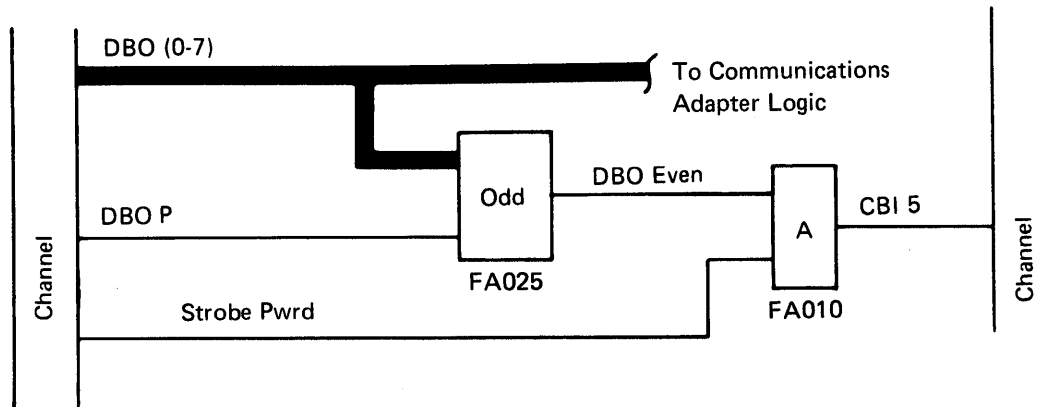 DBO (0-7)
To Communications
Adapter Logic
Odd
DBO Even
CBI 5
DBO P
A
FA025
FA010
Strobe Pwrd
Channel
Channel